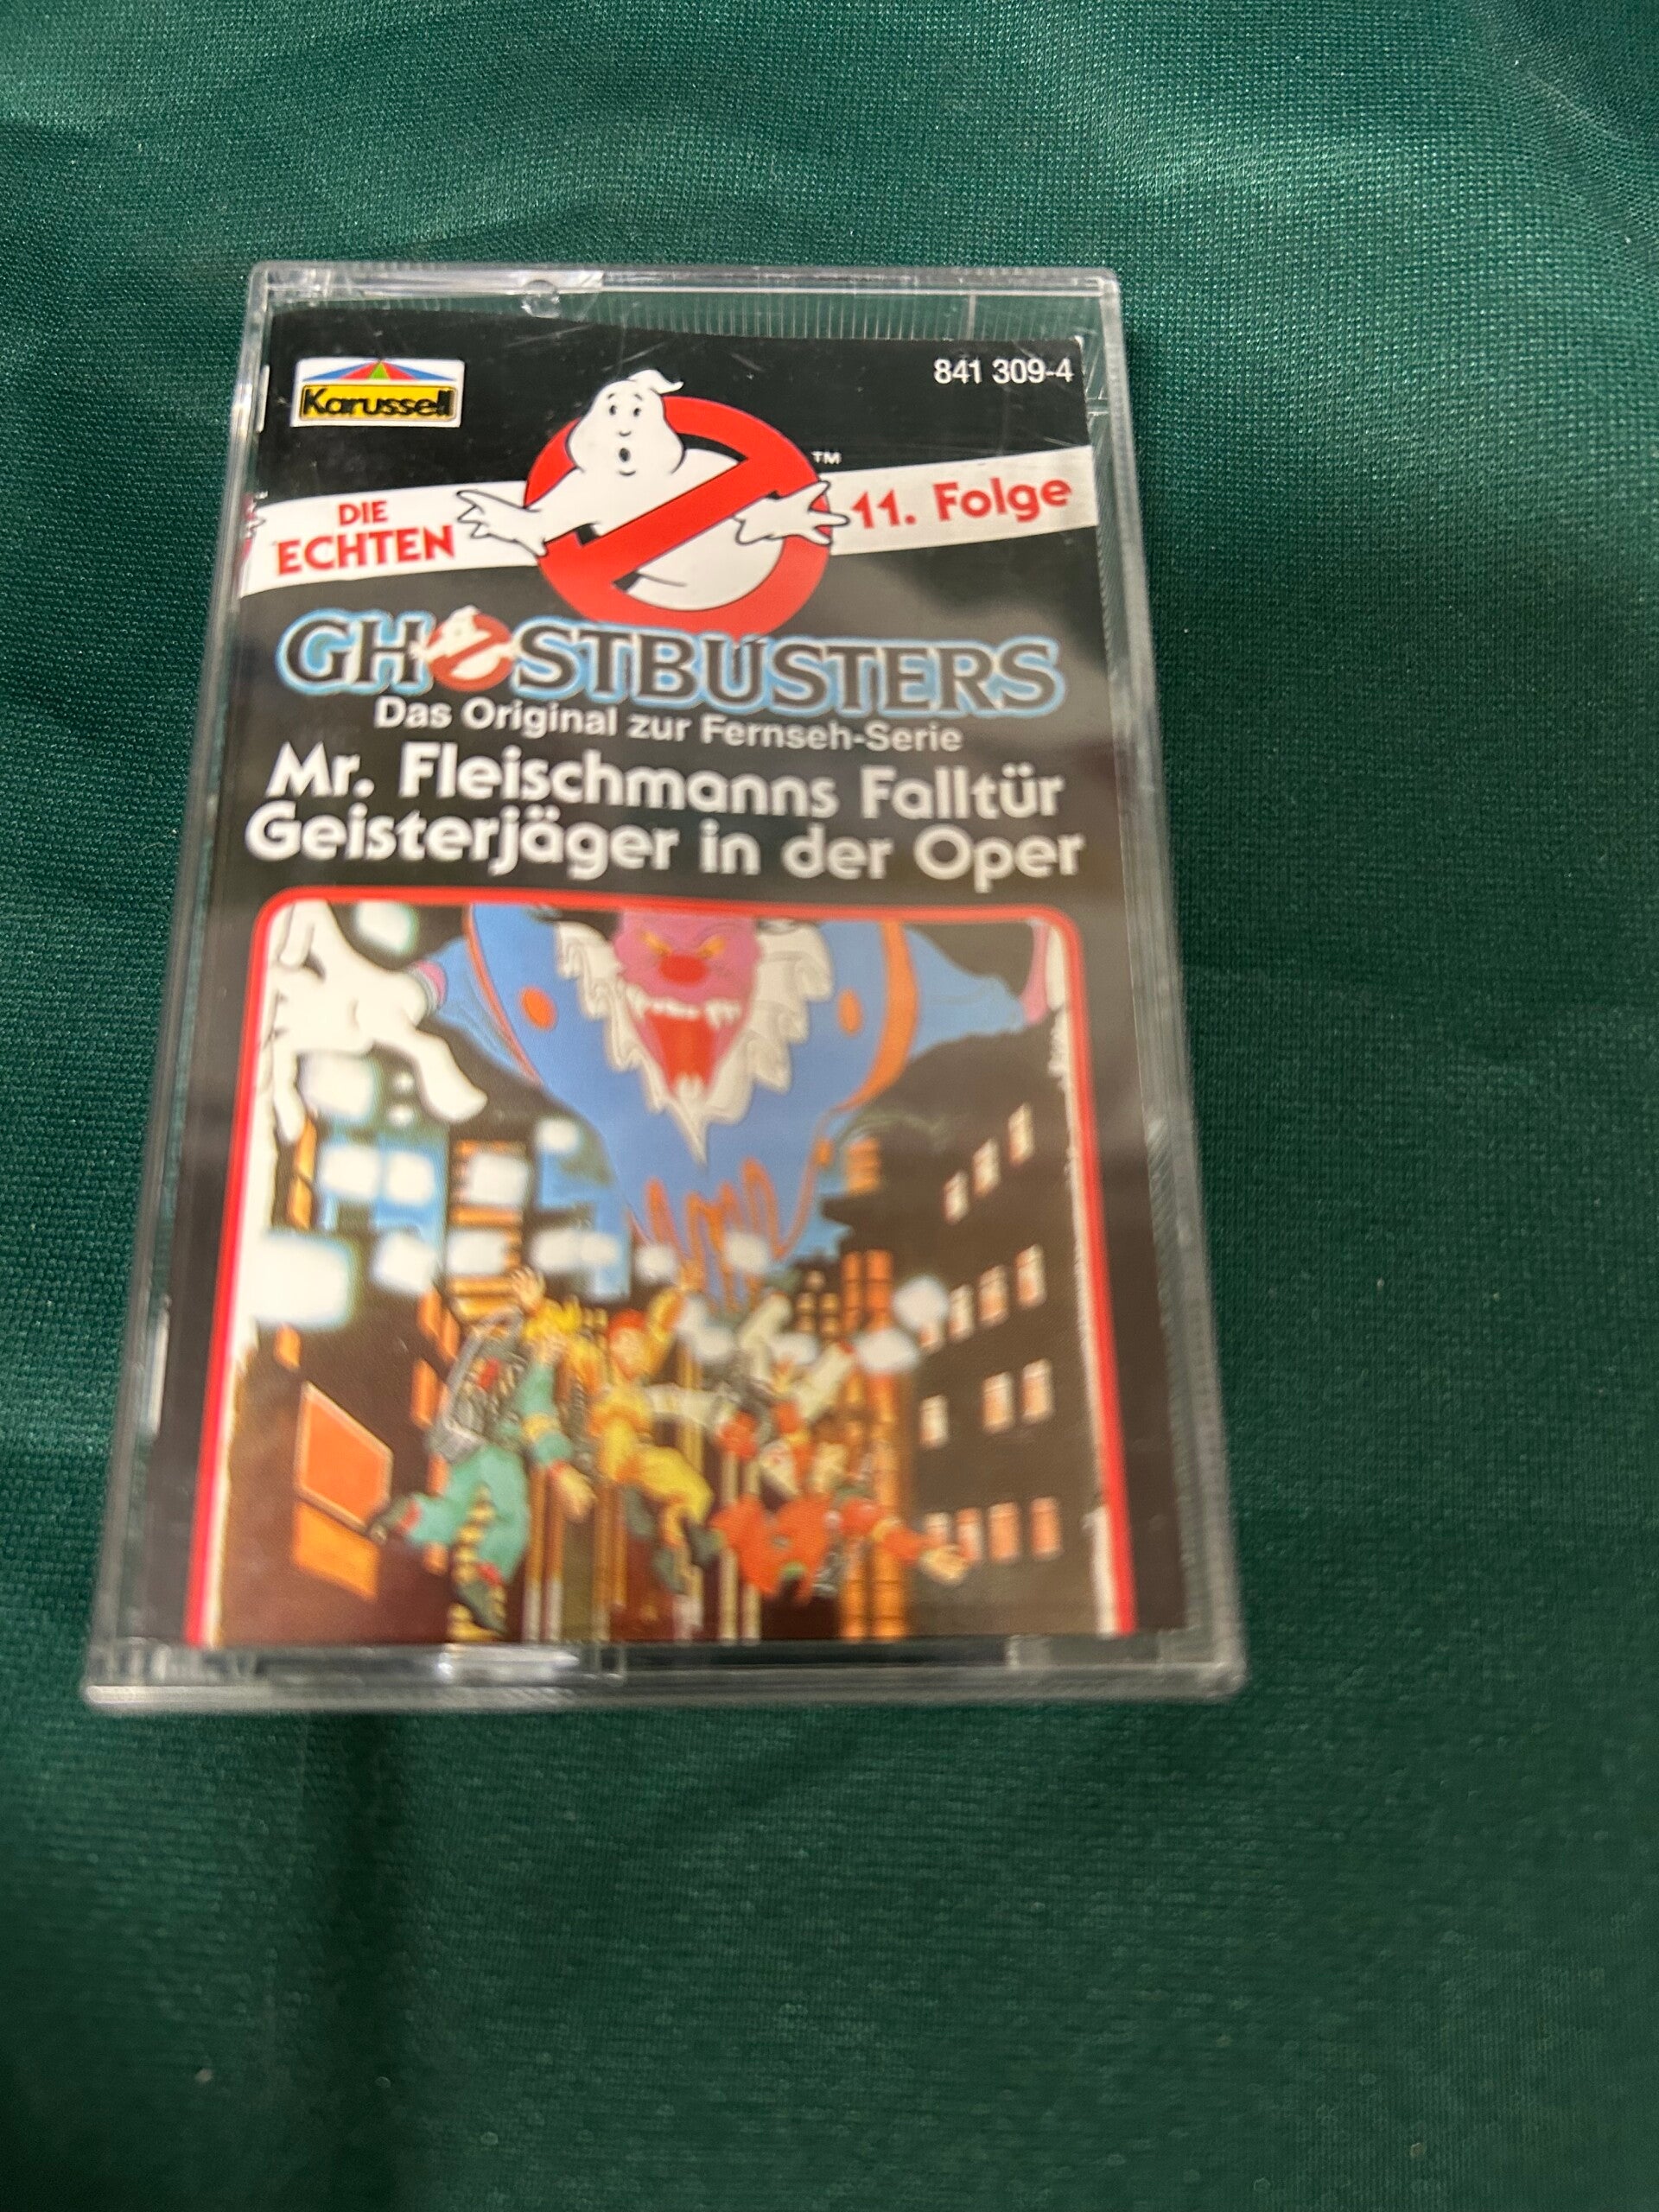 Karussell
841 309-4
DIE
ECHTEN
TM
11. Folge
GHOSTBUSTERS
Das Original zur Fernseh-Serie
Mr. Fleischmanns Falltür
Geisterjäger in der Oper